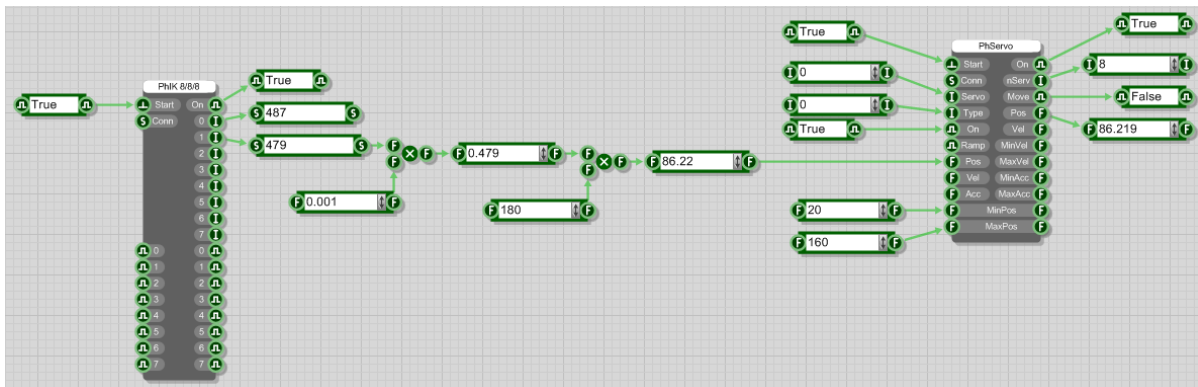 PhIK 8/8/8
True
Start
On
Conn
0
1
2
3
4
5
6
7
0
1
2
3
4
5
6
7
0
1
2
3
4
5
6
7
True
S 487 S
S 479 S
F
F
F
F 0.001 F
F 0.479 F
F 180 F
F
F
F
F 86.22 F
True
I 0 I
I 0 I
True
F 20 F
F 160 F
PhServo
Start On
S Conn nServ I
I Servo Move
I Type Pos F
On Vel F
Ramp MinVel F
F Pos MaxVel F
F Vel MinAcc F
F Acc MaxAcc F
F MinPos F
F MaxPos F
True
I 8 I
False
F 86.219 F